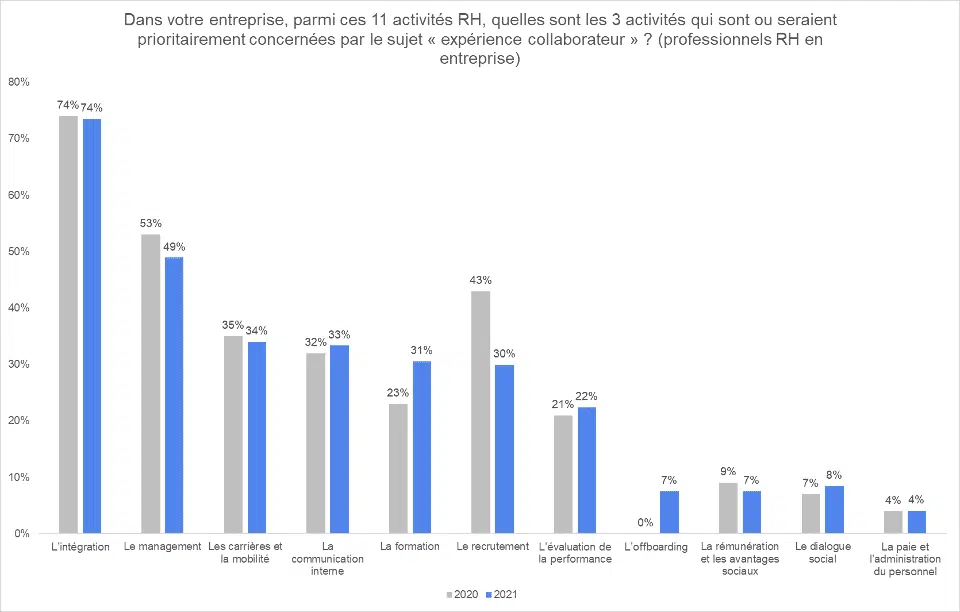 Dans votre entreprise, parmi ces 11 activités RH, quelles sont les 3 activités qui sont ou seraient
prioritairement concernées par le sujet « expérience collaborateur » ? (professionnels RH en
entreprise)
80%
70%
60%
50%
40%
30%
20%
10%
0%
74% 74%
53% 49%
35% 34%
32% 33%
23% 31%
43% 30%
21% 22%
0% 7%
9% 7%
7% 8%
4% 4%
L'intégration
Le management
Les carrières et
la mobilité
La
communication
interne
La formation
Le recrutement
L'évaluation de
la performance
L'offboarding
La rémunération
et les avantages
sociaux
Le dialogue
social
La paie et
l'administration
du personnel
2020 2021